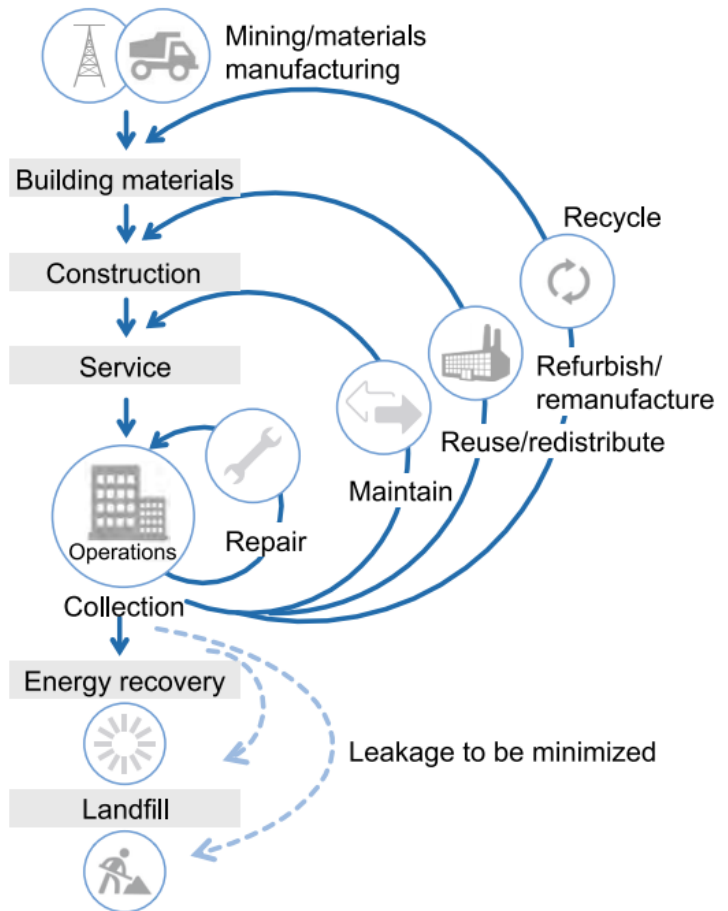 Mining/materials
manufacturing
Building materials
Recycle
Construction
Service
Refurbish/
remanufacture
Reuse/redistribute
Maintain
Repair
Operations
Collection
Energy recovery
Leakage to be minimized
Landfill